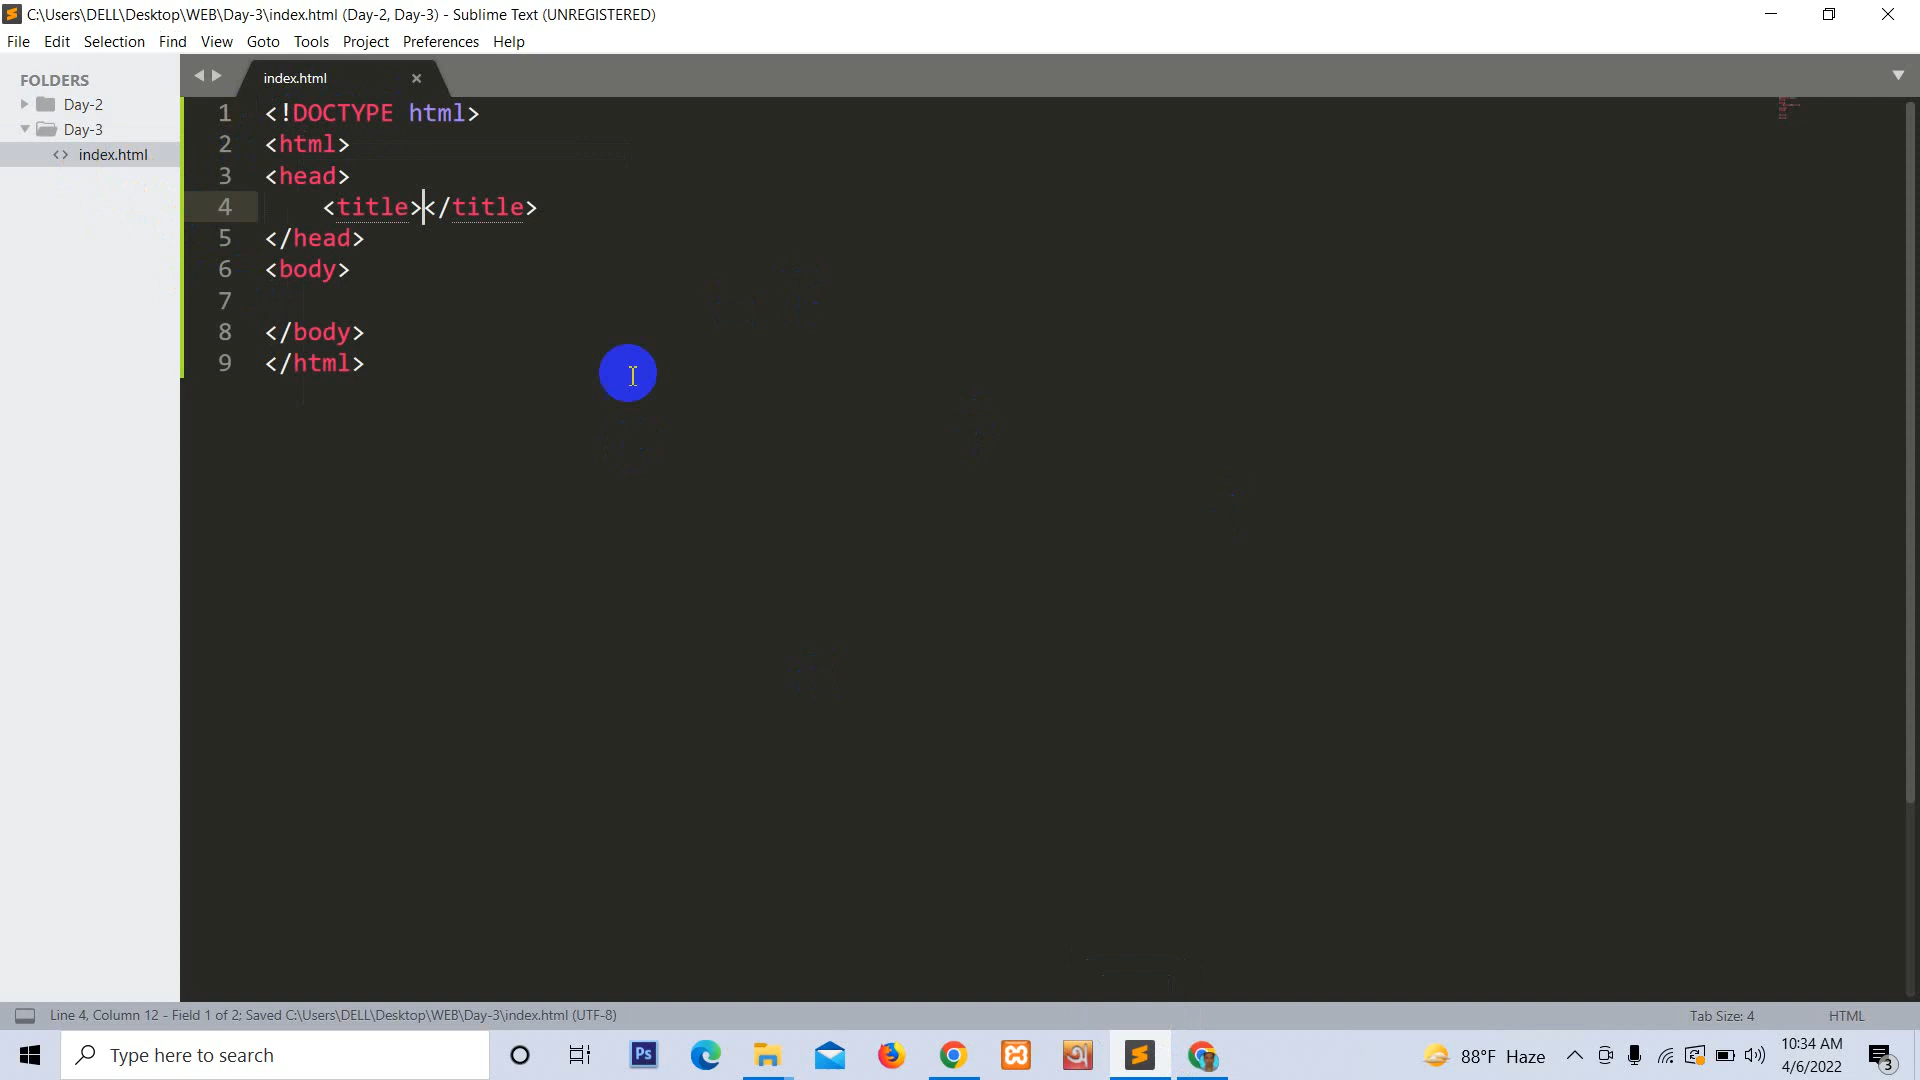 C:\Users\DELL\Desktop\WEB\Day-3\index.html (Day-2, Day-3) - Sublime Text (UNREGISTERED)
File Edit Selection Find View Goto Tools Project Preferences Help
FOLDERS
Day-2
Day-3
<> index.html
index.html ×
1 <!DOCTYPE html>
2 <html>
3 <head>
4     <title></title>
5 </head>
6 <body>
7
8 </body>
9 </html>
Line 4, Column 12 - Field 1 of 2; Saved C:\Users\DELL\Desktop\WEB\Day-3\index.html (UTF-8)
Tab Size: 4 HTML
Type here to search
Ps
88°F Haze
10:34 AM
4/6/2022
3